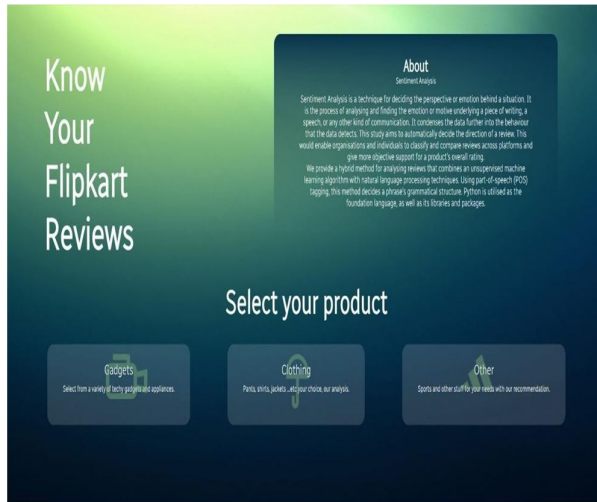 Know
Your
Flipkart
Reviews
About
Sentiment Analysis
Sentiment Analysis is a technique for deciding the perspective or emotion behind a situation. It
is the process of analysing and finding the emotion or motive underlying a piece of writing, a
speech, or any other kind of communication. It condenses the data further into the behaviour
that the data detects. This study aims to automatically decide the direction of a review. This
would enable organisations and individuals to classify and compare reviews across platforms and
give more objective support for a product's overall rating.
We provide a hybrid method for analysing reviews that combines an unsupervised machine
learning algorithm with natural language processing techniques. Using part-of-speech (POS)
tagging, this method decides a phrase's grammatical structure. Python is utilised as the
foundation language, as well as its libraries and packages.
Select your product
Gadgets
Select from a variety of techy gadgets and appliances.
Clothing
Pants, shirts, jackets ...etc your choice, our analysis.
Other
Sports and other stuff for your needs with our recommendation.